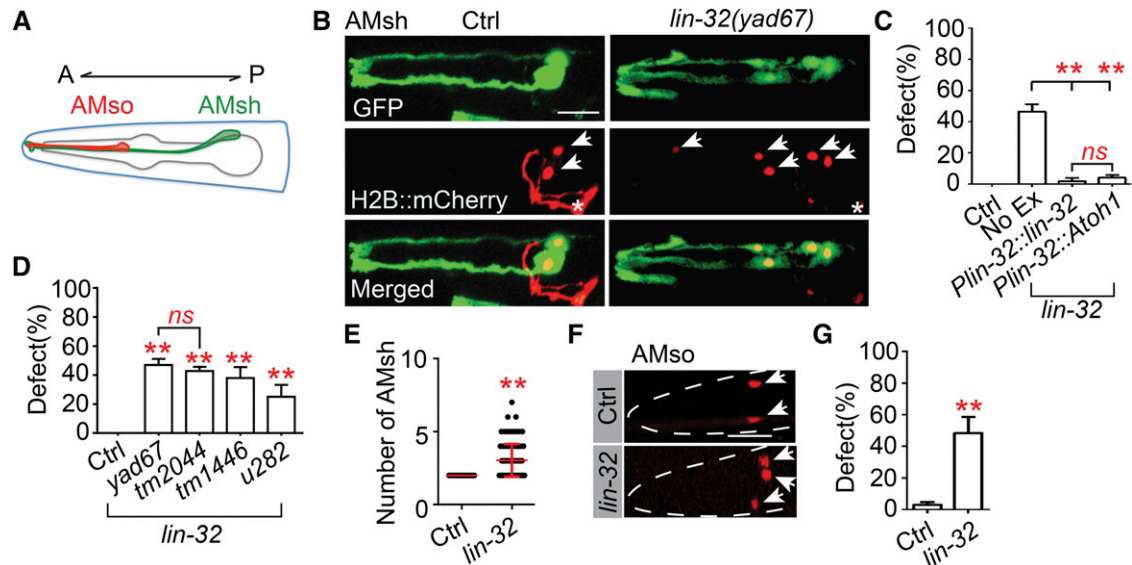 A
A P
AMso AMsh
B
AMsh Ctrl lin-32(yad67)
GFP
H2B::mCherry
*
*
Merged
C
Defect(%)
100
80
60
40
20
0
** **
ns
Ctrl
No Ex
Plin-32::lin-32
Plin-32::Atoh1
lin-32
D
Defect(%)
100
80
60
40
20
0
ns
** ** ** **
Ctrl
yad67
tm2044
tm1446
u282
lin-32
E
Number of AMsh
10
5
0
**
Ctrl
lin-32
F
AMso
Ctrl
lin-32
G
Defect(%)
100
80
60
40
20
0
**
Ctrl
lin-32